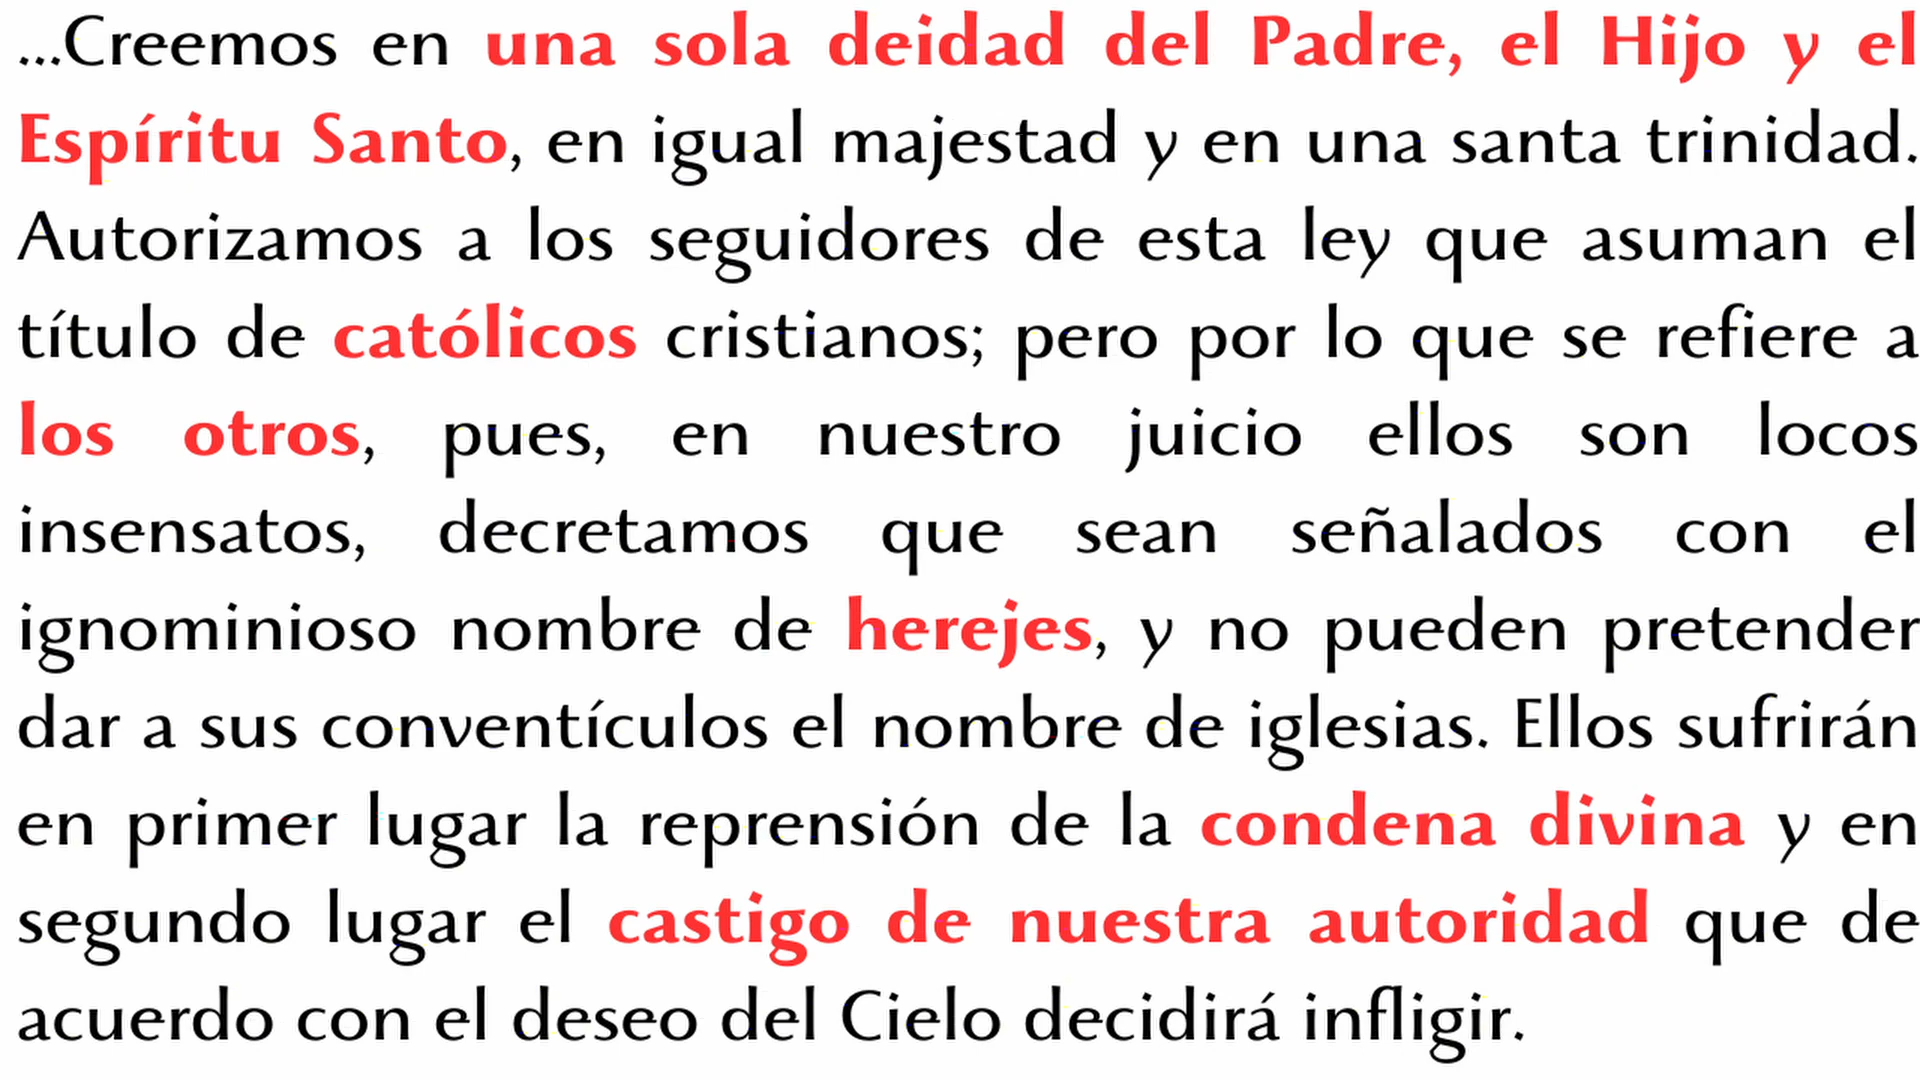 ...Creemos en una sola deidad del Padre, el Hijo y el
Espíritu Santo, en igual majestad y en una santa trinidad.
Autorizamos a los seguidores de esta ley que asuman el
título de católicos cristianos; pero por lo que se refiere a
los otros, pues, en nuestro juicio ellos son locos
insensatos, decretamos que sean señalados con el
ignominioso nombre de herejes, y no pueden pretender
dar a sus conventículos el nombre de iglesias. Ellos sufrirán
en primer lugar la reprensión de la condena divina y en
segundo lugar el castigo de nuestra autoridad que de
acuerdo con el deseo del Cielo decidirá infligir.